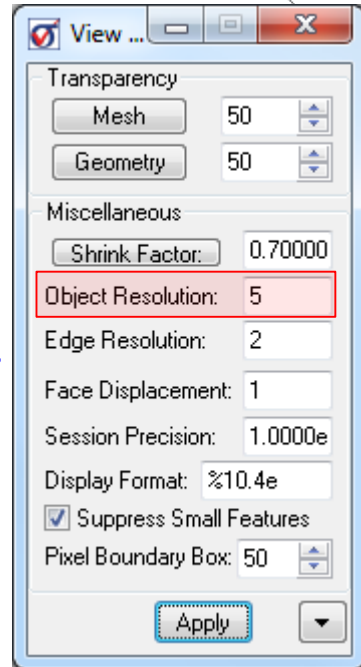 View ...
Transparency
Mesh 50
Geometry 50
Miscellaneous
Shrink Factor: 0.70000
Object Resolution: 5
Edge Resolution: 2
Face Displacement: 1
Session Precision: 1.0000e
Display Format: %10.4e
Suppress Small Features
Pixel Boundary Box: 50
Apply